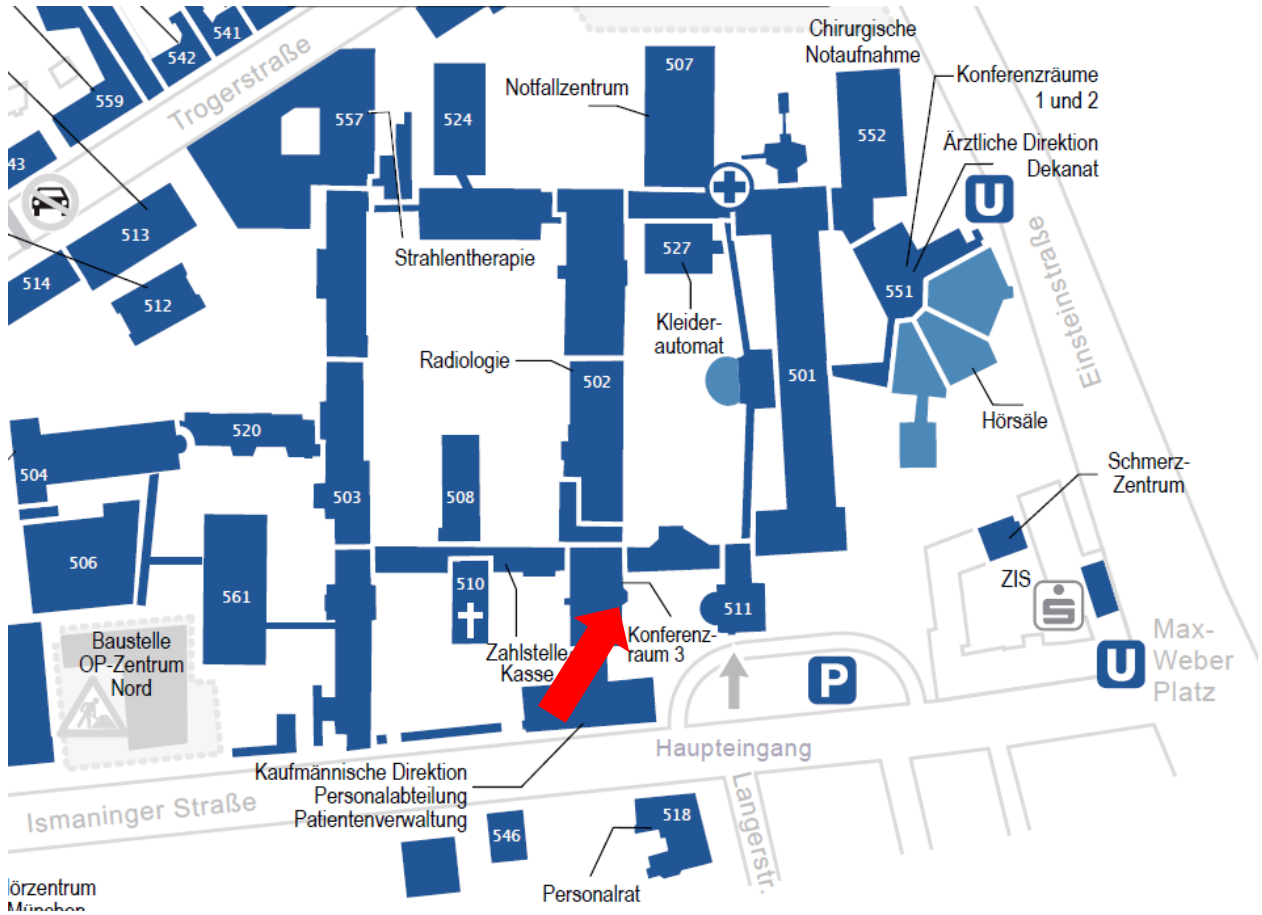 541
542
559
Trogerstraße
43
513
514
512
557
524
Notfallzentrum
507
Chirurgische
Notaufnahme
552
Konferenzräume
1 und 2
Ärztliche Direktion
Dekanat
U
Einsteinstraße
Strahlentherapie
527
Kleider-
automat
551
Radiologie
502
501
Hörsäle
504
520
503
508
506
561
510
511
Schmerz-
Zentrum
ZIS
S
Baustelle
OP-Zentrum
Nord
Zahlstelle
Kasse
Konferenz-
raum 3
P
U
Max-
Weber
Platz
Haupteingang
Kaufmännische Direktion
Personalabteilung
Patientenverwaltung
Ismaninger Straße
Langerstr.
546
518
Personalrat
örzentrum
München